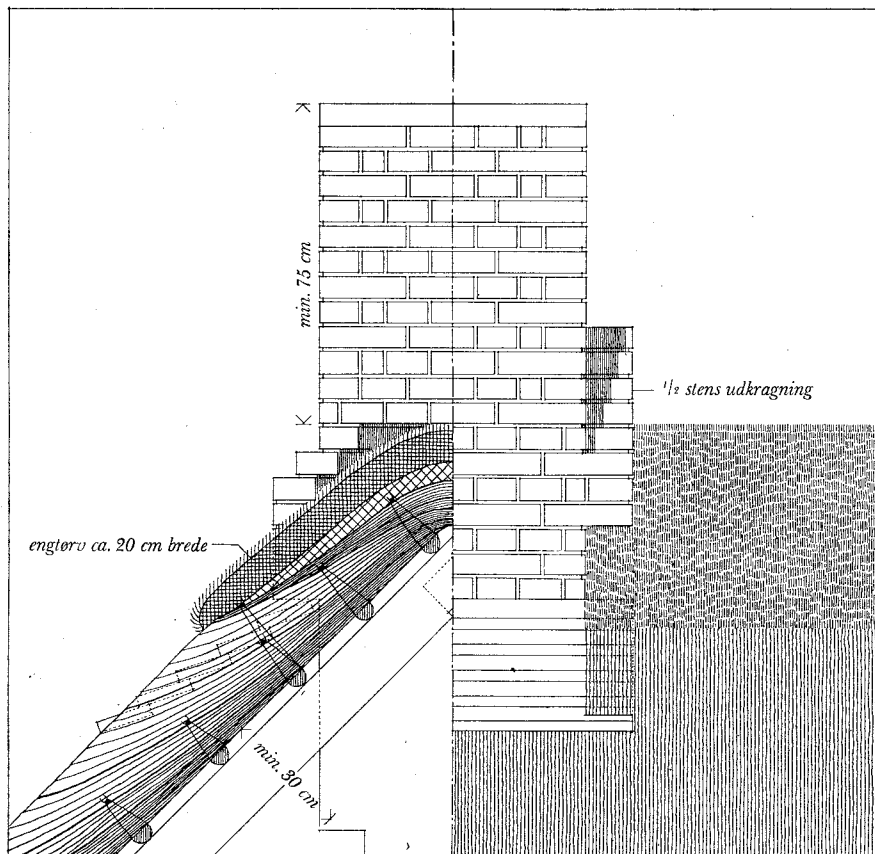 min. 75 cm
1/2 stens udkragning
engtørv ca. 20 cm brede
min. 30 cm